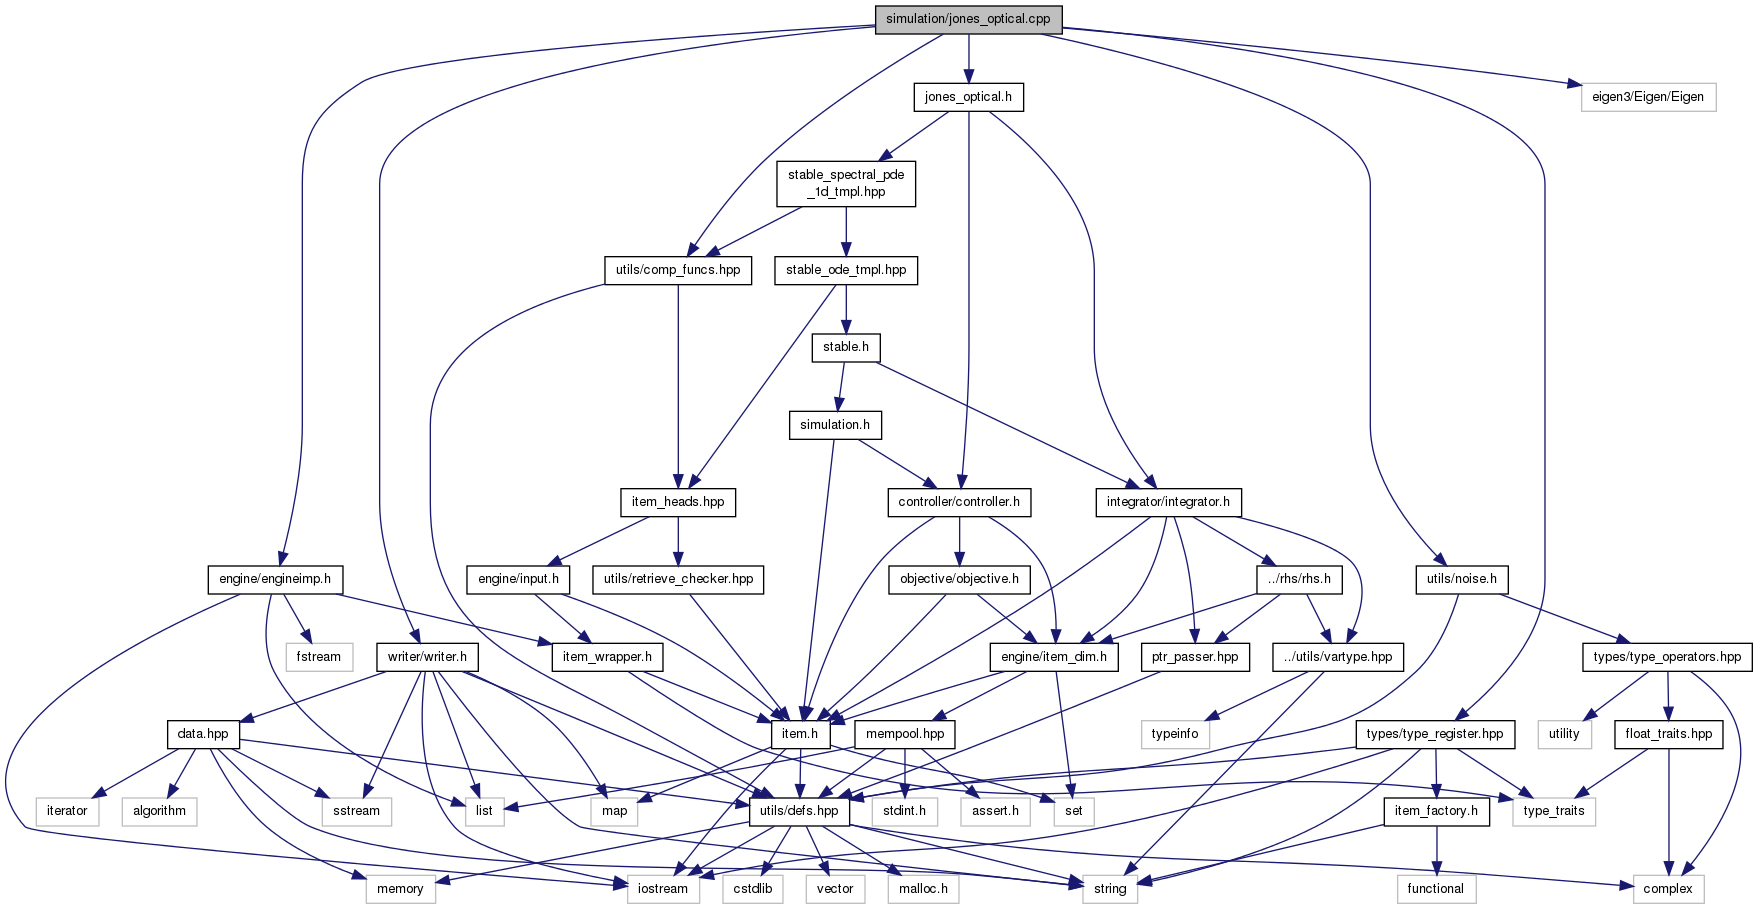 simulation/jones_optical.cpp
jones_optical.h
eigen3/Eigen/Eigen
stable_spectral_pde
_1d_tmpl.hpp
utils/comp_funcs.hpp
stable_ode_tmpl.hpp
stable.h
simulation.h
item_heads.hpp
controller/controller.h
integrator/integrator.h
engine/engineimp.h
engine/input.h
utils/retrieve_checker.hpp
objective/objective.h
../rhs/rhs.h
utils/noise.h
fstream
writer/writer.h
item_wrapper.h
engine/item_dim.h
ptr_passer.hpp
../utils/vartype.hpp
types/type_operators.hpp
data.hpp
item.h
mempool.hpp
typeinfo
types/type_register.hpp
utility
float_traits.hpp
iterator
algorithm
sstream
list
map
utils/defs.hpp
stdint.h
assert.h
set
item_factory.h
type_traits
memory
iostream
cstdlib
vector
malloc.h
string
functional
complex